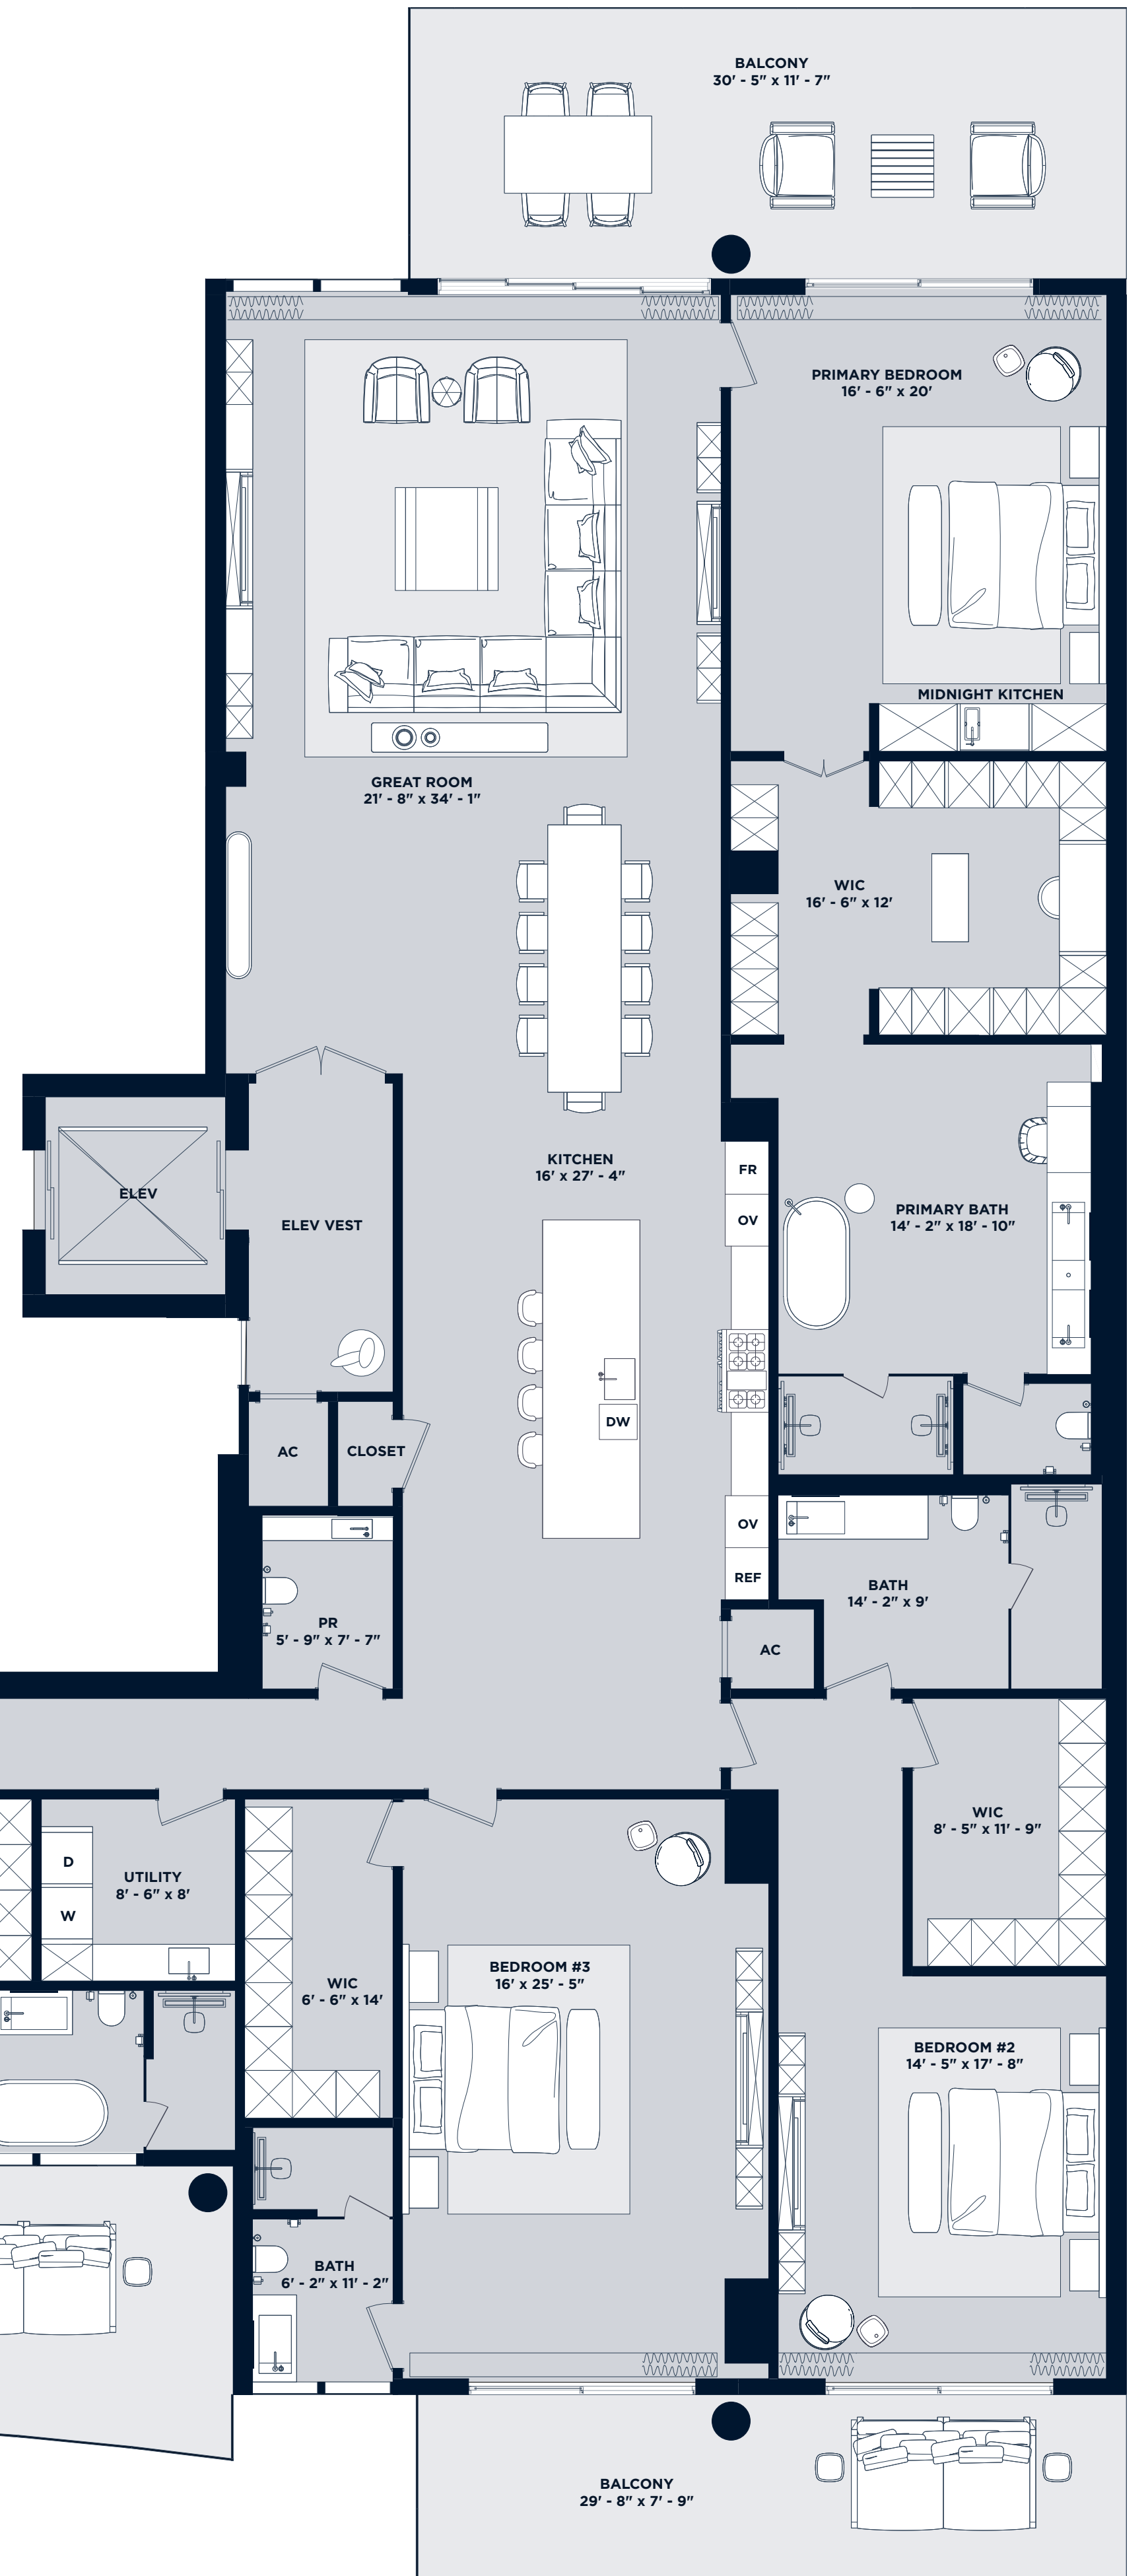 BALCONY
30' - 5" x 11' - 7"
PRIMARY BEDROOM
16' - 6" x 20'
MIDNIGHT KITCHEN
GREAT ROOM
21' - 8" x 34' - 1"
WIC
16' - 6" x 12'
KITCHEN
16' x 27' - 4"
FR
OV
ELEV
ELEV VEST
PRIMARY BATH
14' - 2" x 18' - 10"
DW
AC
CLOSET
OV
REF
BATH
14' - 2" x 9'
PR
5' - 9" x 7' - 7"
AC
WIC
8' - 5" x 11' - 9"
D
W
UTILITY
8' - 6" x 8'
WIC
6' - 6" x 14'
BEDROOM #3
16' x 25' - 5"
BEDROOM #2
14' - 5" x 17' - 8"
BATH
6' - 2" x 11' - 2"
BALCONY
29' - 8" x 7' - 9"